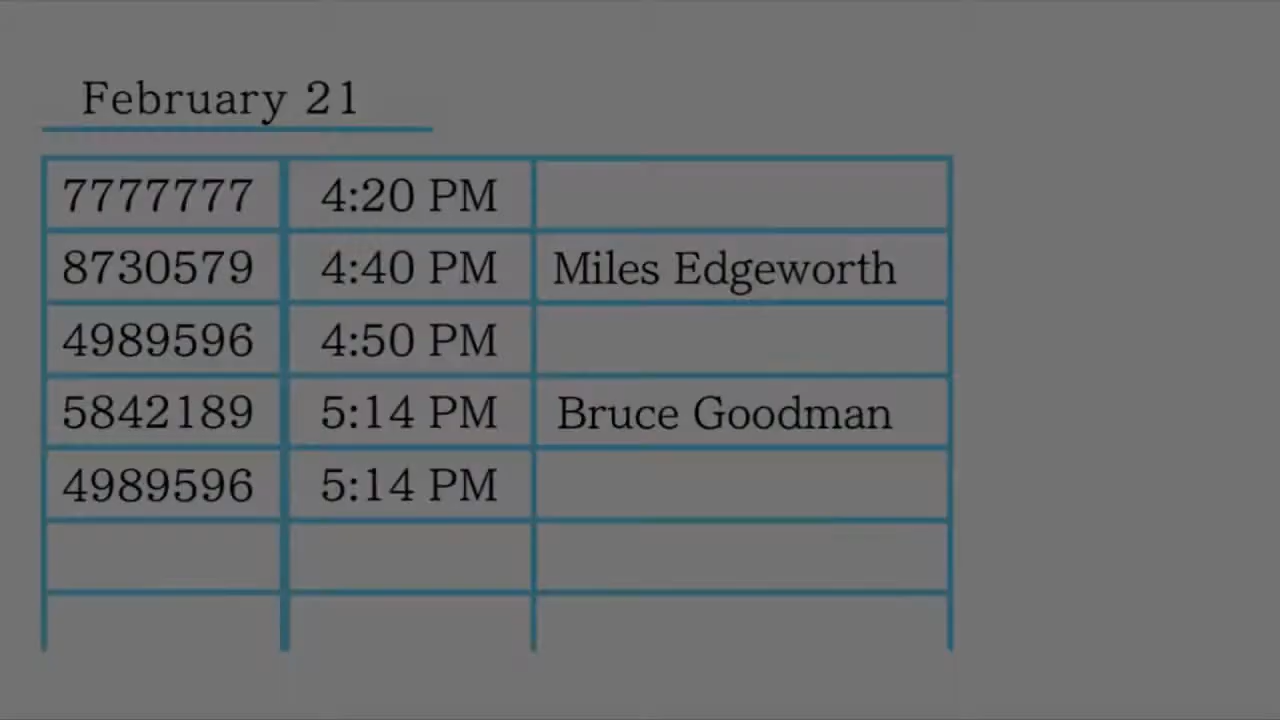 February 21
7777777 4:20 PM
8730579 4:40 PM Miles Edgeworth
4989596 4:50 PM
5842189 5:14 PM Bruce Goodman
4989596 5:14 PM